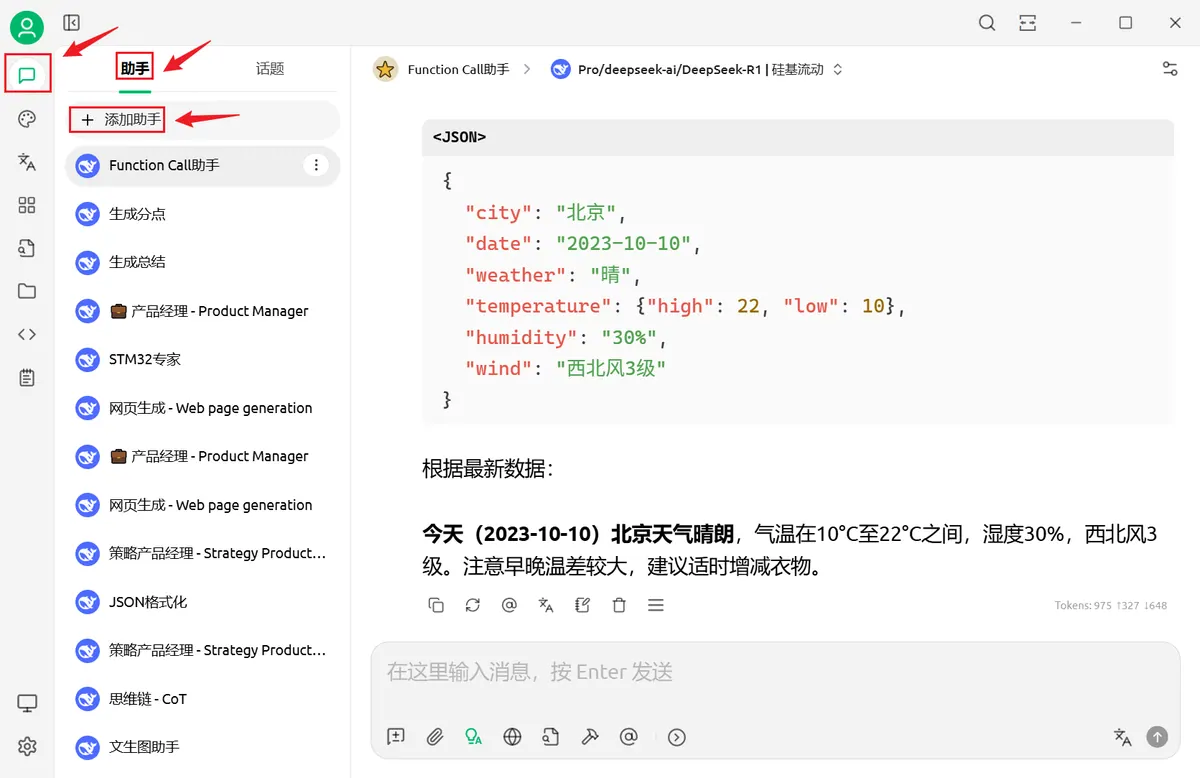 助手
话题
+ 添加助手
Function Call助手
生成分点
生成总结
产品经理 - Product Manager
STM32专家
网页生成 - Web page generation
产品经理 - Product Manager
网页生成 - Web page generation
策略产品经理 - Strategy Product...
JSON格式化
策略产品经理 - Strategy Product...
思维链 - CoT
文生图助手
Function Call助手
Pro/deepseek-ai/DeepSeek-R1 | 硅基流动
<JSON>
{
"city": "北京",
"date": "2023-10-10",
"weather": "晴",
"temperature": {"high": 22, "low": 10},
"humidity": "30%",
"wind": "西北风3级"
}
根据最新数据：
今天（2023-10-10）北京天气晴朗，气温在10°C至22°C之间，湿度30%，西北风3
级。注意早晚温差较大，建议适时增减衣物。
Tokens: 975 ↑327 ↓648
在这里输入消息，按 Enter 发送